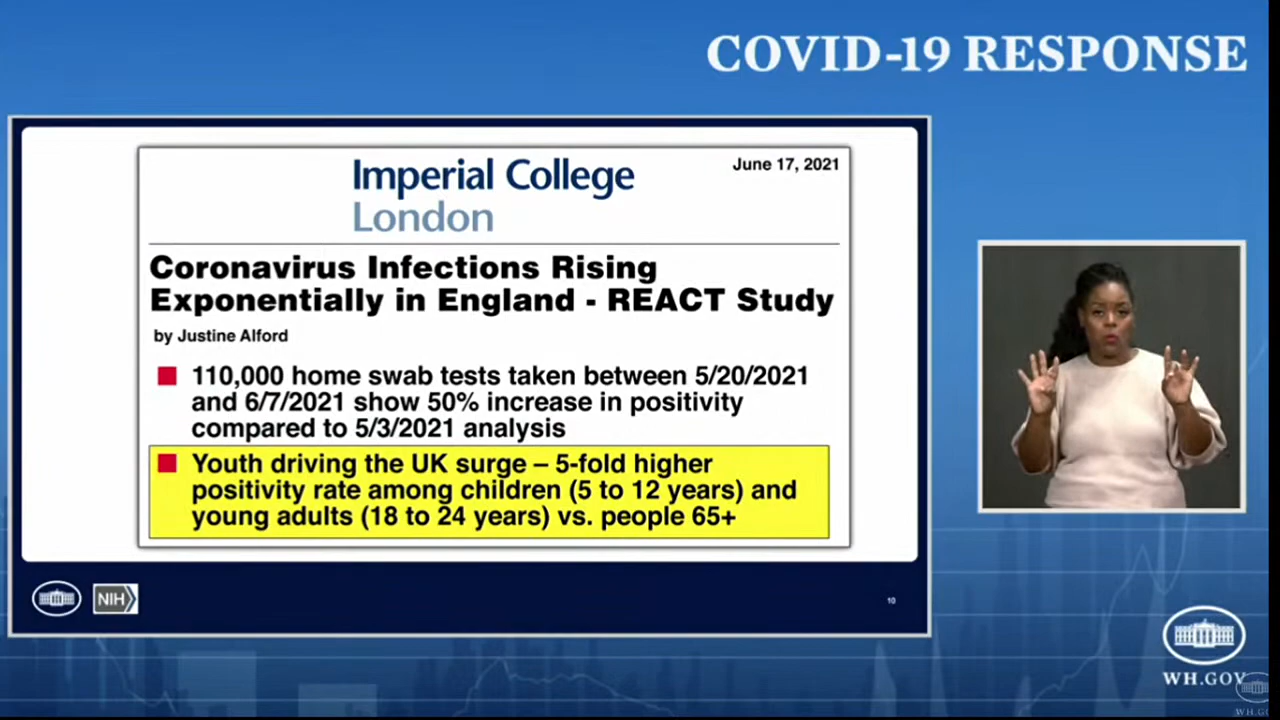 COVID-19 RESPONSE
Imperial College
London
June 17, 2021
Coronavirus Infections Rising
Exponentially in England - REACT Study
by Justine Alford
110,000 home swab tests taken between 5/20/2021
and 6/7/2021 show 50% increase in positivity
compared to 5/3/2021 analysis
Youth driving the UK surge – 5-fold higher
positivity rate among children (5 to 12 years) and
young adults (18 to 24 years) vs. people 65+
NIH
10
WH.GOV
WH.GO